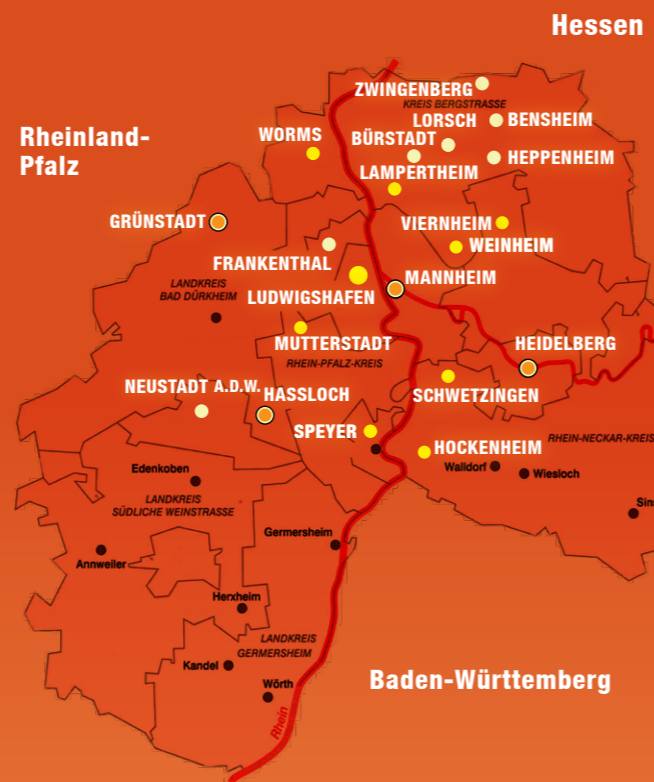 Hessen
ZWINGENBERG
KREIS BERGSTRASSE
LORSCH
BENSHEIM
Rheinland-
Pfalz
WORMS
BÜRSTADT
HEPPENHEIM
LAMPERTHEIM
GRÜNSTADT
VIERNHEIM
WEINHEIM
FRANKENTHAL
MANNHEIM
LANDKREIS
BAD DÜRKHEIM
LUDWIGSHAFEN
MUTTERSTADT
HEIDELBERG
RHEIN-PFALZ-KREIS
NEUSTADT A.D.W.
HASSLOCH
SCHWETZINGEN
SPEYER
RHEIN-NECKAR-KREIS
HOCKENHEIM
Edenkoben
Walldorf
Wiesloch
LANDKREIS
SÜDLICHE WEINSTRASSE
Sins
Germersheim
Annweiler
Herxheim
LANDKREIS
GERMERSHEIM
Kandel
Wörth
Baden-Württemberg
Rhein